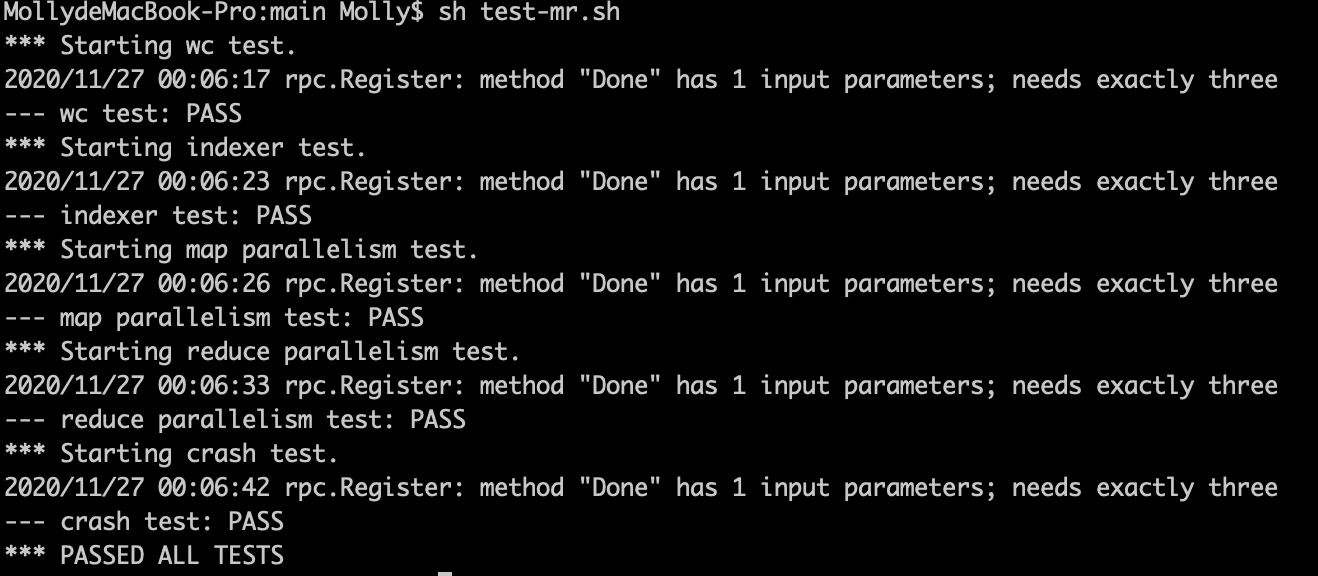 MollydeMacBook-Pro:main Molly$ sh test-mr.sh
*** Starting wc test.
2020/11/27 00:06:17 rpc.Register: method "Done" has 1 input parameters; needs exactly three
--- wc test: PASS
*** Starting indexer test.
2020/11/27 00:06:23 rpc.Register: method "Done" has 1 input parameters; needs exactly three
--- indexer test: PASS
*** Starting map parallelism test.
2020/11/27 00:06:26 rpc.Register: method "Done" has 1 input parameters; needs exactly three
--- map parallelism test: PASS
*** Starting reduce parallelism test.
2020/11/27 00:06:33 rpc.Register: method "Done" has 1 input parameters; needs exactly three
--- reduce parallelism test: PASS
*** Starting crash test.
2020/11/27 00:06:42 rpc.Register: method "Done" has 1 input parameters; needs exactly three
--- crash test: PASS
*** PASSED ALL TESTS